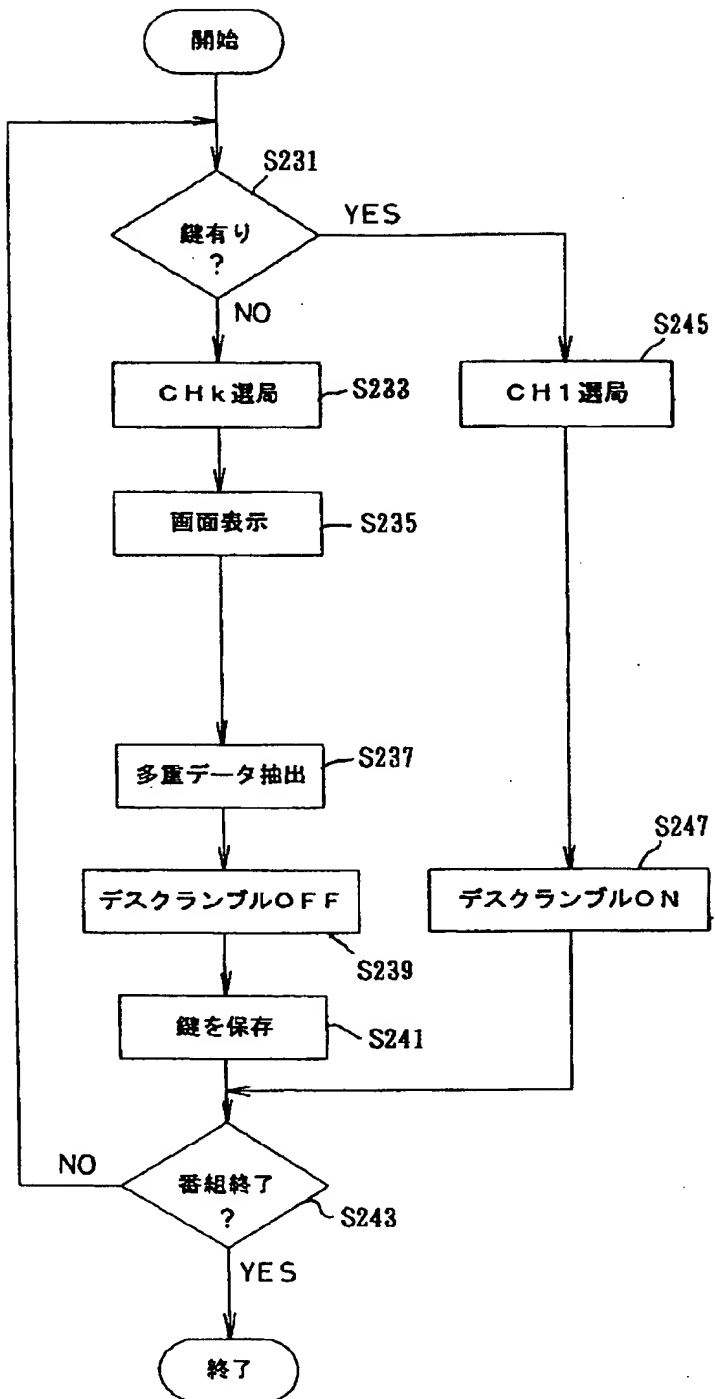 開始
S231
鍵有り
?
YES
NO
CHk選局
S233
S245
CH1選局
画面表示
S235
多重データ抽出
S237
デスクランブルOFF
S239
S247
デスクランブルON
鍵を保存
S241
番組終了
?
NO
S243
YES
終了